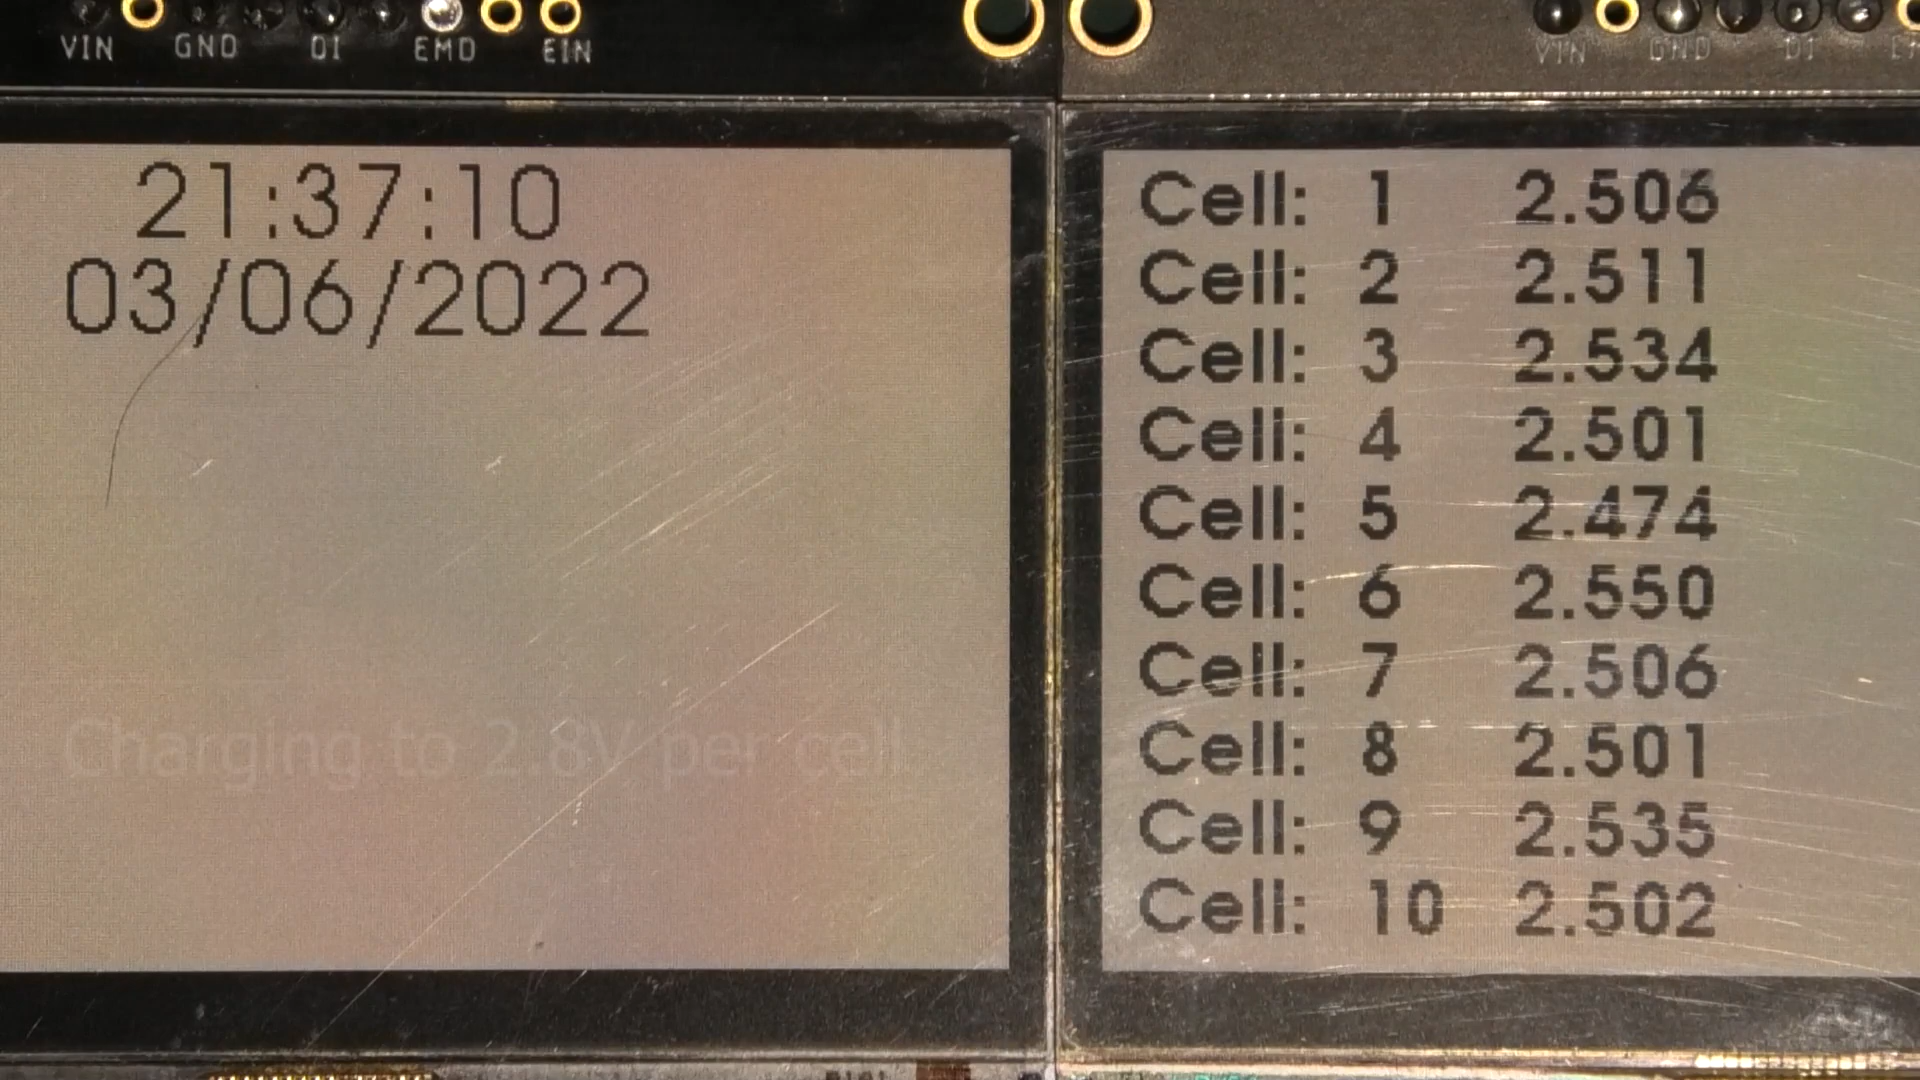 VIN GND DI EMD EIN
VIN GND DI
21:37:10
03/06/2022
Charging to 2.8V per cell
Cell: 1 2.506
Cell: 2 2.511
Cell: 3 2.534
Cell: 4 2.501
Cell: 5 2.474
Cell: 6 2.550
Cell: 7 2.506
Cell: 8 2.501
Cell: 9 2.535
Cell: 10 2.502